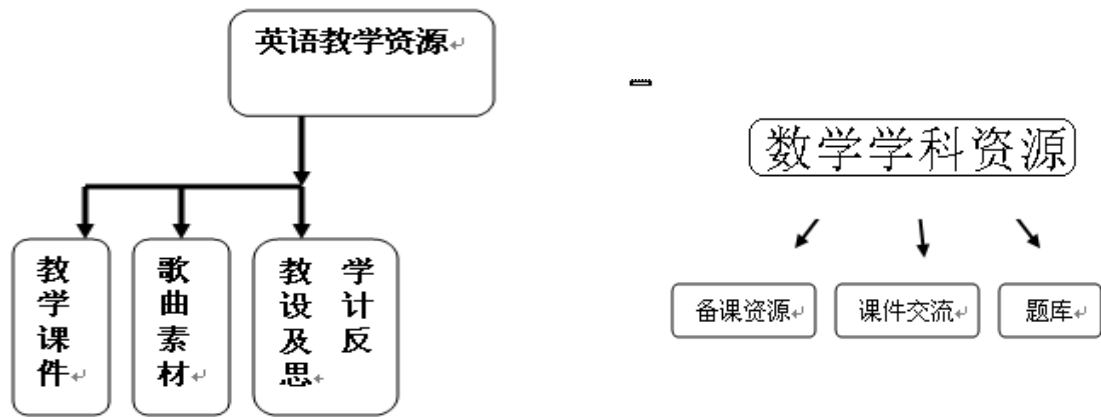 英语教学资源
教学课件
歌曲素材
教学
设计
及反
思
数学学科资源
备课资源
课件交流
题库